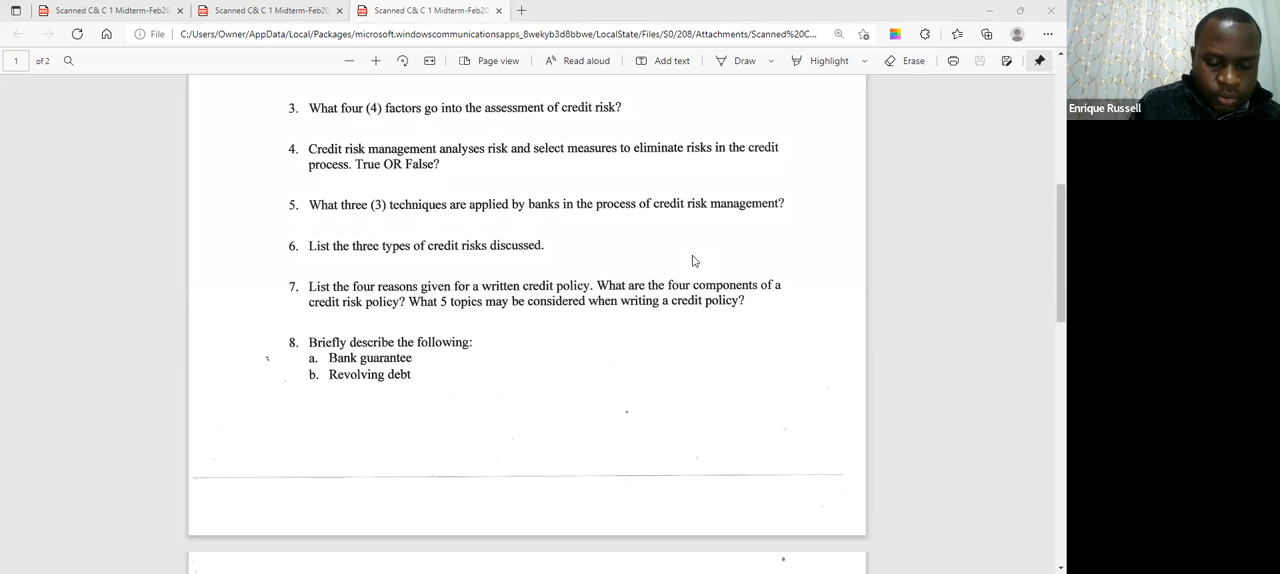 Scanned C& C 1 Midterm-Feb20
Scanned C& C 1 Midterm-Feb20
Scanned C& C 1 Midterm-Feb20
File
C:/Users/Owner/AppData/Local/Packages/microsoft.windowscommunicationsapps_8wekyb3d8bbwe/LocalState/Files/S0/208/Attachments/Scanned%20C...
1 of 2
Page view
Read aloud
Add text
Draw
Highlight
Erase
Enrique Russell
3. What four (4) factors go into the assessment of credit risk?
4. Credit risk management analyses risk and select measures to eliminate risks in the credit
process. True OR False?
5. What three (3) techniques are applied by banks in the process of credit risk management?
6. List the three types of credit risks discussed.
7. List the four reasons given for a written credit policy. What are the four components of a
credit risk policy? What 5 topics may be considered when writing a credit policy?
8. Briefly describe the following:
a. Bank guarantee
b. Revolving debt